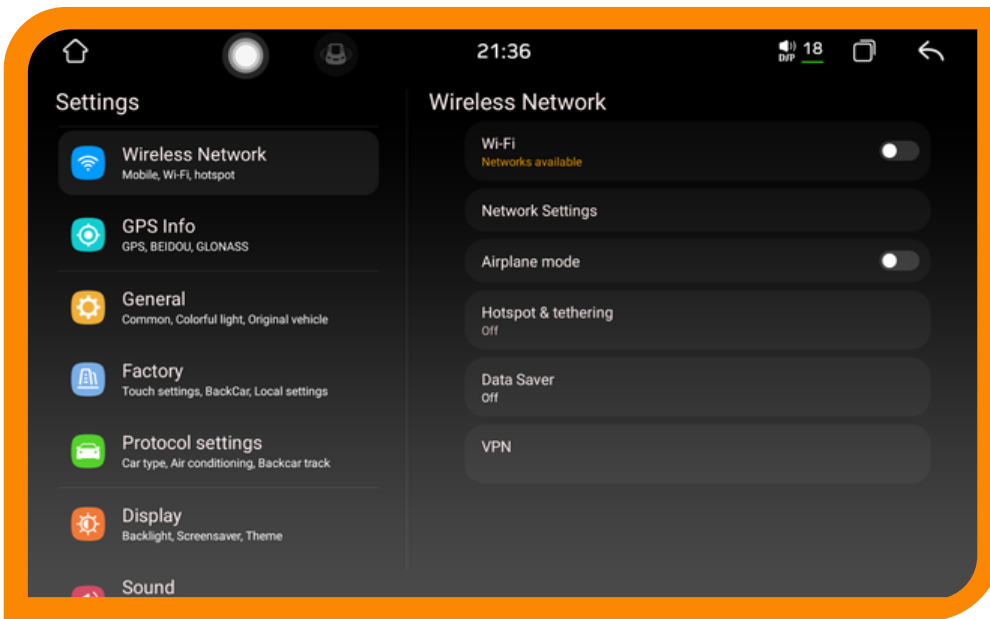 21:36
D/P 18
Settings
Wireless Network
Mobile, Wi-Fi, hotspot
GPS Info
GPS, BEIDOU, GLONASS
General
Common, Colorful light, Original vehicle
Factory
Touch settings, BackCar, Local settings
Protocol settings
Car type, Air conditioning, Backcar track
Display
Backlight, Screensaver, Theme
Sound
Wireless Network
Wi-Fi
Networks available
Network Settings
Airplane mode
Hotspot & tethering
Off
Data Saver
Off
VPN